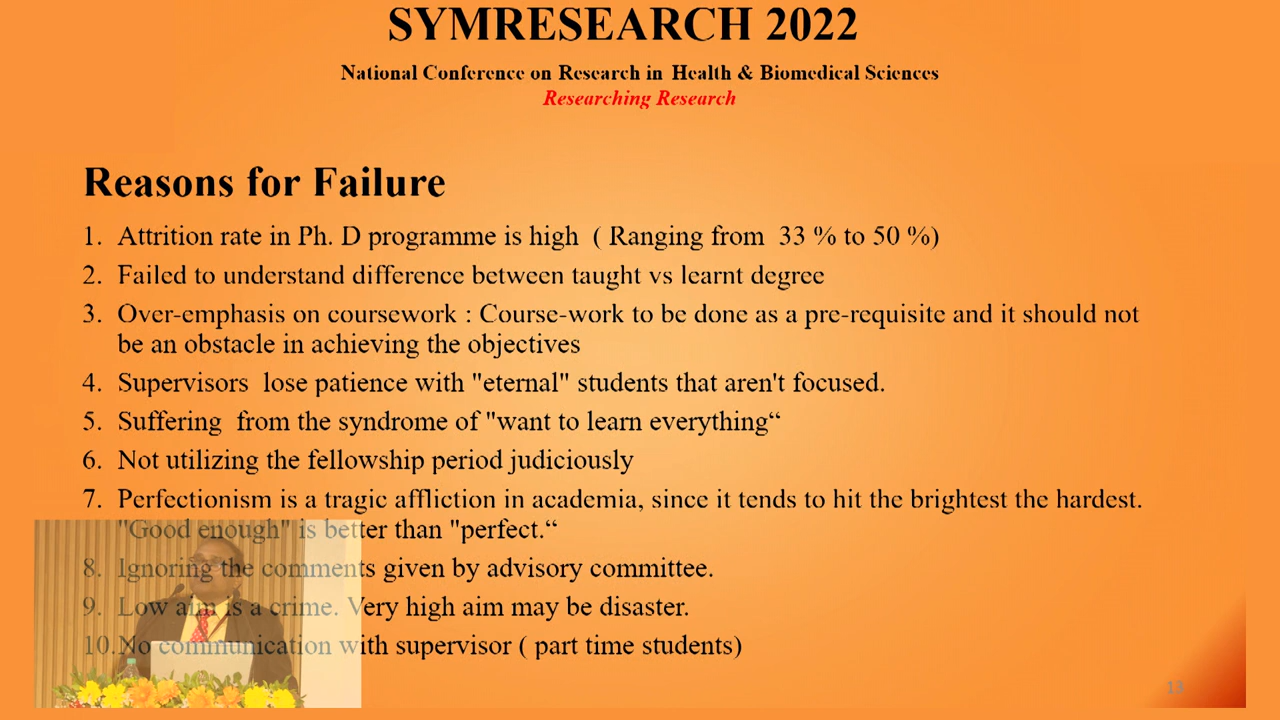 SYMRESEARCH 2022
National Conference on Research in Health & Biomedical Sciences
Researching Research
Reasons for Failure
1. Attrition rate in Ph. D programme is high ( Ranging from 33 % to 50 %)
2. Failed to understand difference between taught vs learnt degree
3. Over-emphasis on coursework : Course-work to be done as a pre-requisite and it should not
be an obstacle in achieving the objectives
4. Supervisors lose patience with "eternal" students that aren't focused.
5. Suffering from the syndrome of "want to learn everything“
6. Not utilizing the fellowship period judiciously
7. Perfectionism is a tragic affliction in academia, since it tends to hit the brightest the hardest.
"Good enough" is better than "perfect.“
8. Ignoring the comments given by advisory committee.
9. Low aim is a crime. Very high aim may be disaster.
10. No communication with supervisor ( part time students)
13